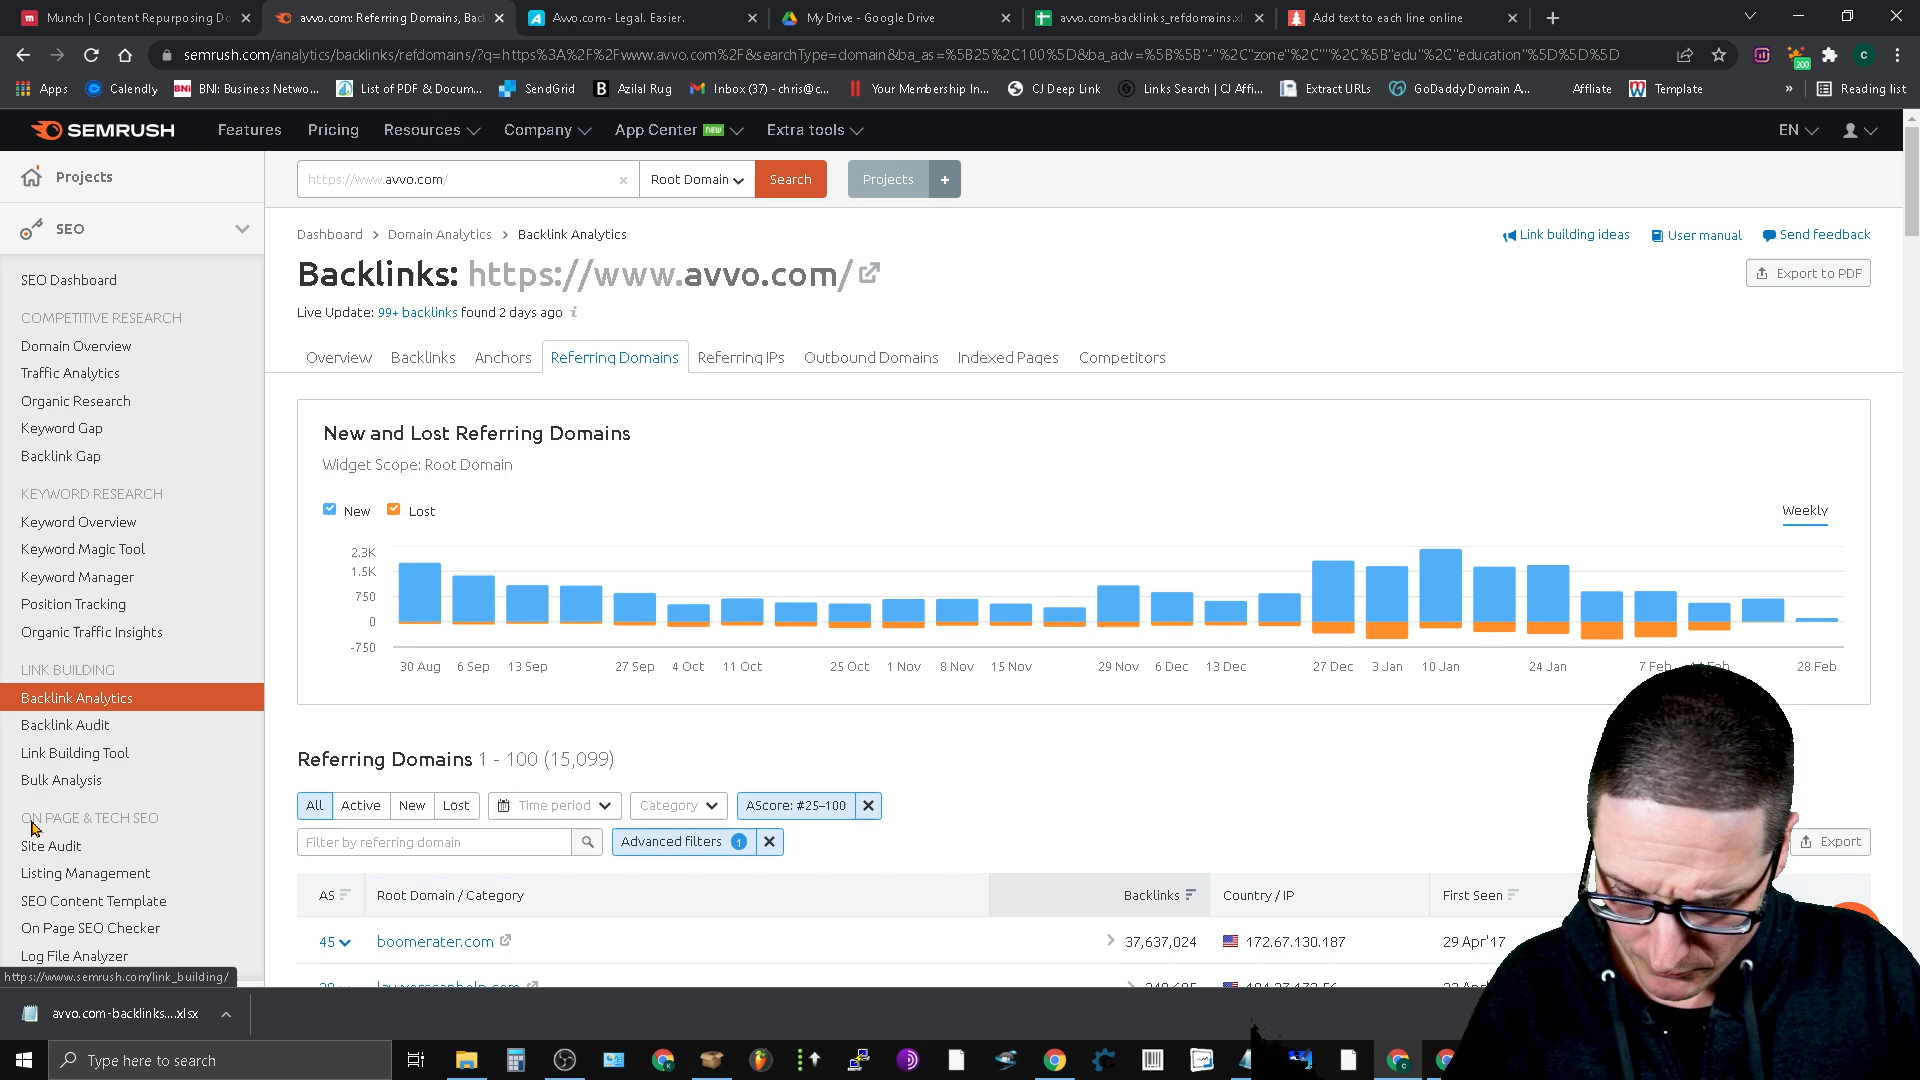 Munch | Content Repurposing Do
avvo.com: Referring Domains, Bac
Avvo.com - Legal. Easier.
My Drive - Google Drive
avvo.com-backlinks_refdomains.xl
Add text to each line online
semrush.com/analytics/backlinks/refdomains/?q=https%3A%2F%2Fwww.avvo.com%2F&searchType=domain&ba_as=%5B25%2C100%5D&ba_adv=%5B%5B"-"%2C"zone"%2C""%2C%5B"edu"%2C"education"%5D%5D%5D
200
C
Apps
Calendly
BNI: Business Netwo...
List of PDF & Docum...
SendGrid
Azilal Rug
Inbox (37) - chris@c...
Your Membership In...
CJ Deep Link
Links Search | CJ Affi...
Extract URLs
GoDaddy Domain A...
Affliate
Template
»
Reading list
SEMRUSH
Features
Pricing
Resources
Company
App Center NEW
Extra tools
EN
Projects
https://www.avvo.com/
Root Domain
Search
Projects +
SEO
SEO Dashboard
COMPETITIVE RESEARCH
Domain Overview
Traffic Analytics
Organic Research
Keyword Gap
Backlink Gap
KEYWORD RESEARCH
Keyword Overview
Keyword Magic Tool
Keyword Manager
Position Tracking
Organic Traffic Insights
LINK BUILDING
Backlink Analytics
Backlink Audit
Link Building Tool
Bulk Analysis
ON PAGE & TECH SEO
Site Audit
Listing Management
SEO Content Template
On Page SEO Checker
Log File Analyzer
https://www.semrush.com/link_building/
Dashboard > Domain Analytics > Backlink Analytics
Link building ideas
User manual
Send feedback
Backlinks: https://www.avvo.com/
Export to PDF
Live Update: 99+ backlinks found 2 days ago i
Overview
Backlinks
Anchors
Referring Domains
Referring IPs
Outbound Domains
Indexed Pages
Competitors
New and Lost Referring Domains
Widget Scope: Root Domain
New
Lost
Weekly
2.3K
1.5K
750
0
-750
30 Aug
6 Sep
13 Sep
27 Sep
4 Oct
11 Oct
25 Oct
1 Nov
8 Nov
15 Nov
29 Nov
6 Dec
13 Dec
27 Dec
3 Jan
10 Jan
24 Jan
7 Feb
14 Feb
28 Feb
Referring Domains 1 - 100 (15,099)
All
Active
New
Lost
Time period
Category
AScore: #25–100
Filter by referring domain
Advanced filters 1
Export
AS
Root Domain / Category
Backlinks
Country / IP
First Seen
45
boomerater.com
37,637,024
172.67.130.187
29 Apr'17
avvo.com-backlinks....xlsx
Type here to search